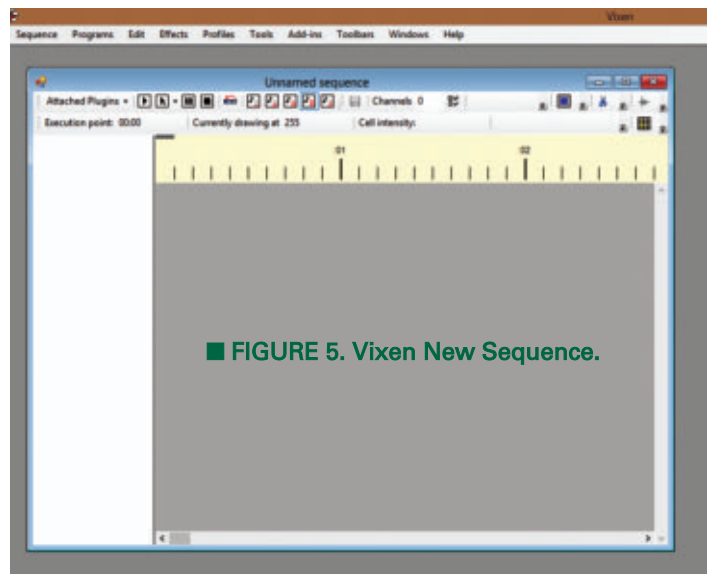 Vixen
Sequence Programs Edit Effects Profiles Tools Add-ins Toolbars Windows Help
Unnamed sequence
Attached Plugins Channels 0
Execution point: 00:00 Currently drawing at 255 Cell intensity:
:01 :02
■ FIGURE 5. Vixen New Sequence.